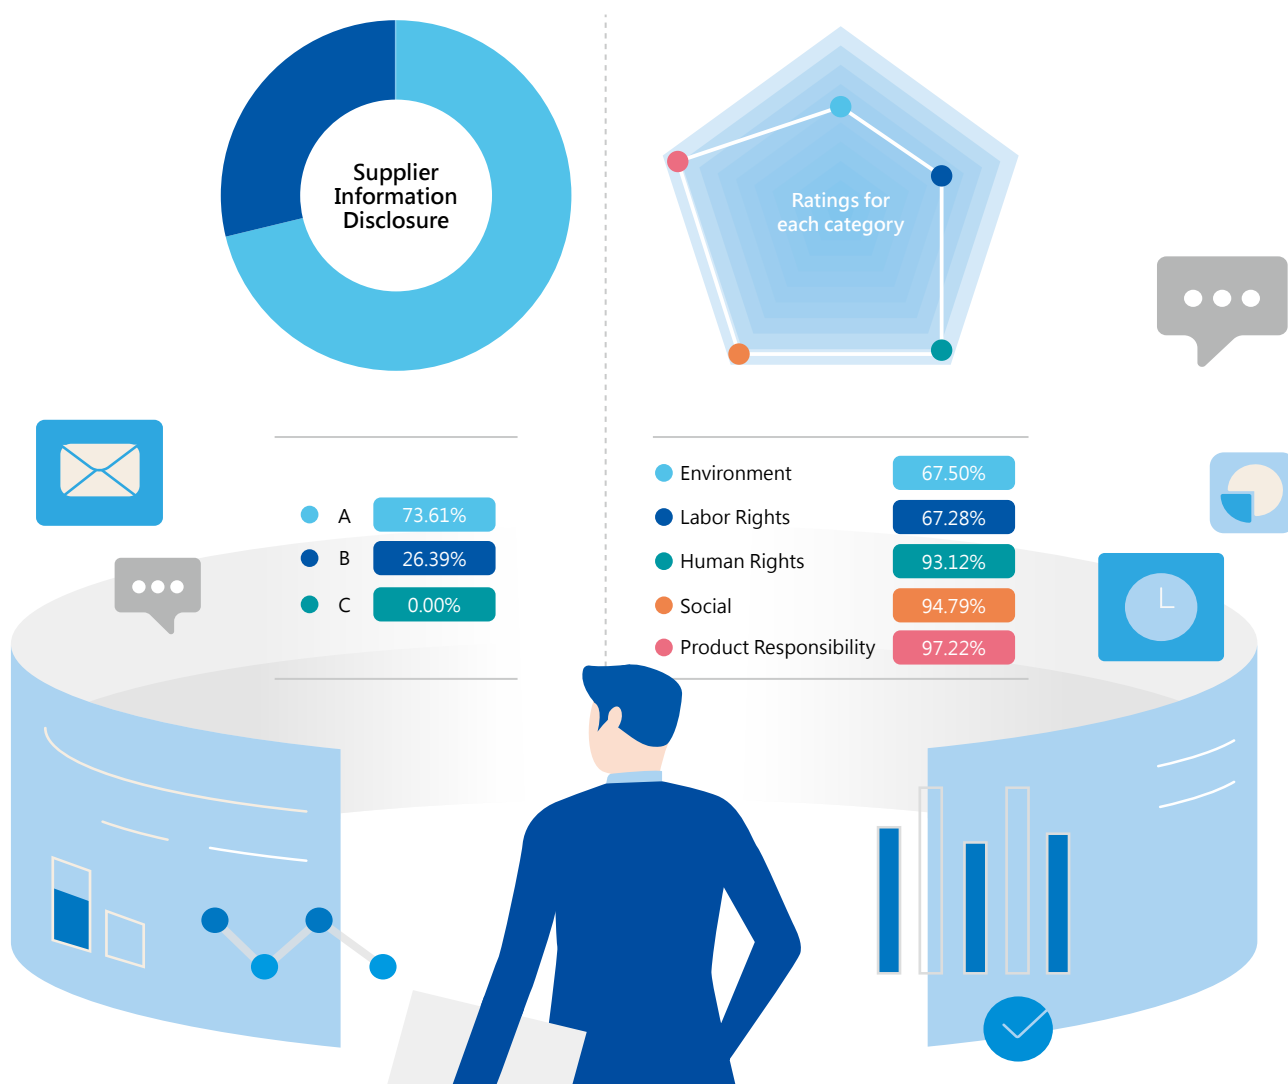 Supplier
Information
Disclosure
A 73.61%
B 26.39%
C 0.00%
Ratings for
each category
Environment 67.50%
Labor Rights 67.28%
Human Rights 93.12%
Social 94.79%
Product Responsibility 97.22%